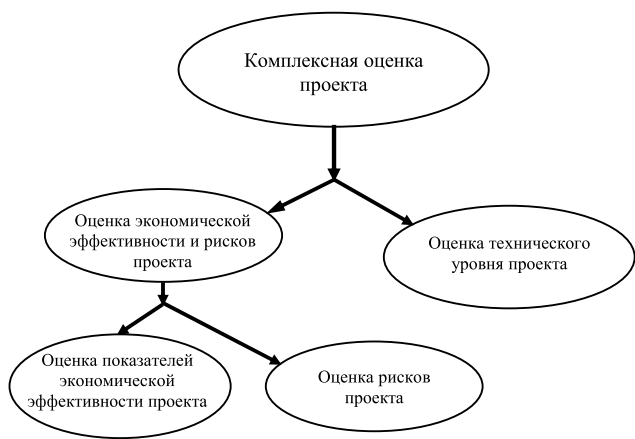 Комплексная оценка
проекта
Оценка экономической
эффективности и рисков
проекта
Оценка технического
уровня проекта
Оценка показателей
экономической
эффективности проекта
Оценка рисков
проекта